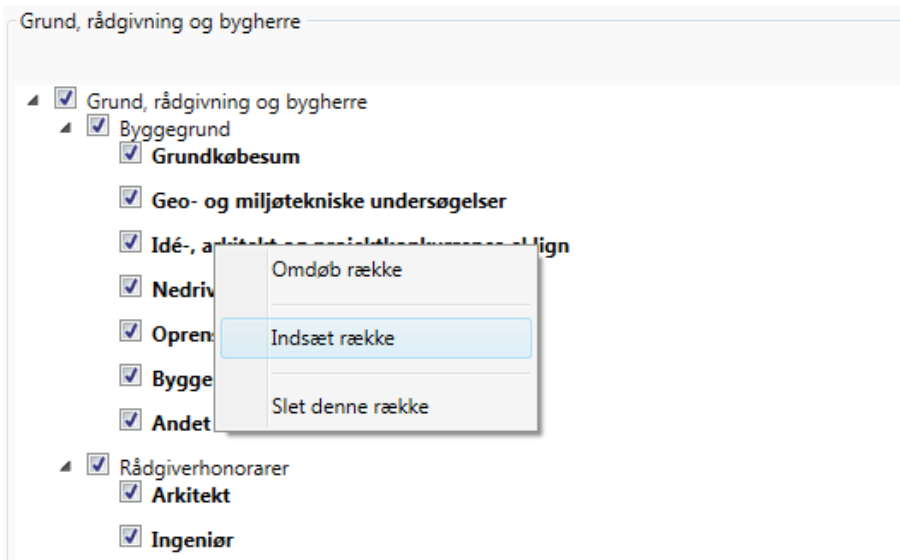 Grund, rådgivning og bygherre
Grund, rådgivning og bygherre
Byggegrund
Grundkøbesum
Geo- og miljøtekniske undersøgelser
Idé-, lign
Omdøb række
Indsæt række
Slet denne række
Andet
Rådgiverhonorarer
Arkitekt
Ingeniør